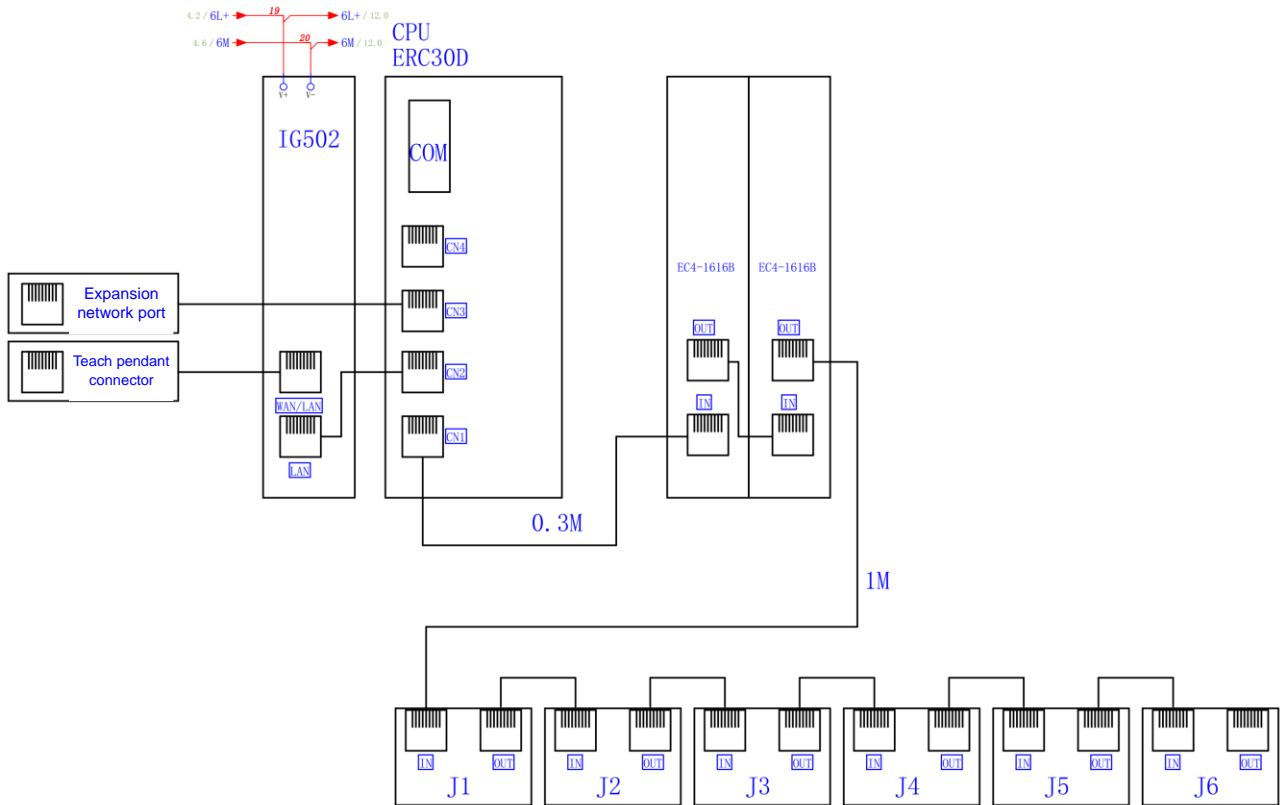 4.2/6L+
19
6L+/12.0
4.6/6M
20
6M/12.0
CPU
ERC30D
V+
V-
IG502
COM
CN4
EC4-1616B
EC4-1616B
Expansion
network port
CN3
OUT
OUT
Teach pendant
connector
CN2
WAN/LAN
IN
IN
CN1
LAN
0.3M
1M
IN
OUT
IN
OUT
IN
OUT
IN
OUT
IN
OUT
IN
OUT
J1
J2
J3
J4
J5
J6